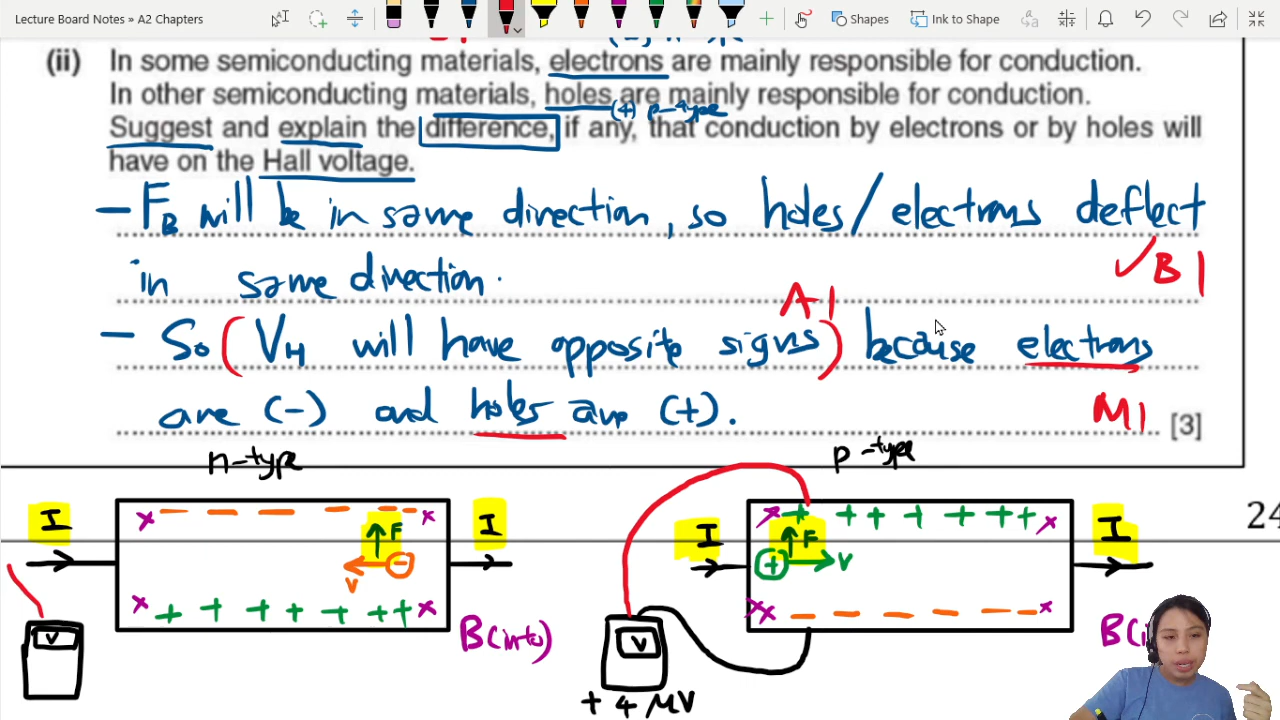 Lecture Board Notes » A2 Chapters
Shapes
Ink to Shape
(ii) In some semiconducting materials, electrons are mainly responsible for conduction.
In other semiconducting materials, holes are mainly responsible for conduction.
(+) p-type
Suggest and explain the difference, if any, that conduction by electrons or by holes will
have on the Hall voltage.
- FB will be in same direction, so holes/electrons deflect
in same direction.
✓B1
A1
- So (VH will have opposite signs) because electrons
are (-) and holes are (+).
M1
[3]
n-type
p-type
24
I
- - - - -
F
-
V
+ + + + + + +
I
B(into)
V
I
+ + + + + + +
F
+
V
- - - - -
I
V
+ 4 μV